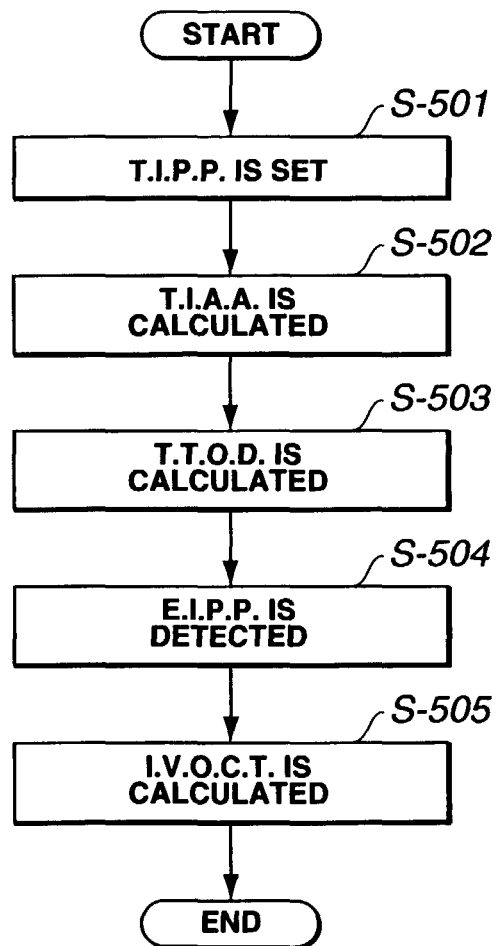 START
S-501
T.I.P.P. IS SET
S-502
T.I.A.A. IS
CALCULATED
S-503
T.T.O.D. IS
CALCULATED
S-504
E.I.P.P. IS
DETECTED
S-505
I.V.O.C.T. IS
CALCULATED
END